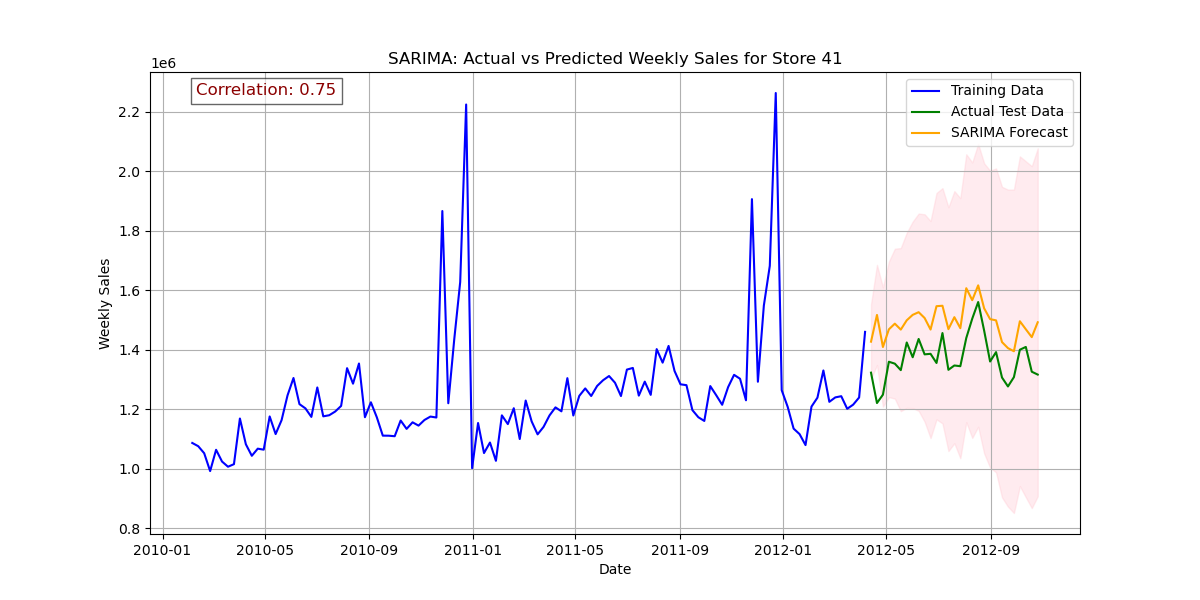 SARIMA: Actual vs Predicted Weekly Sales for Store 41
1e6
Correlation: 0.75
Training Data
Actual Test Data
SARIMA Forecast
2.2
2.0
1.8
1.6
1.4
1.2
1.0
0.8
Weekly Sales
2010-01 2010-05 2010-09 2011-01 2011-05 2011-09 2012-01 2012-05 2012-09
Date